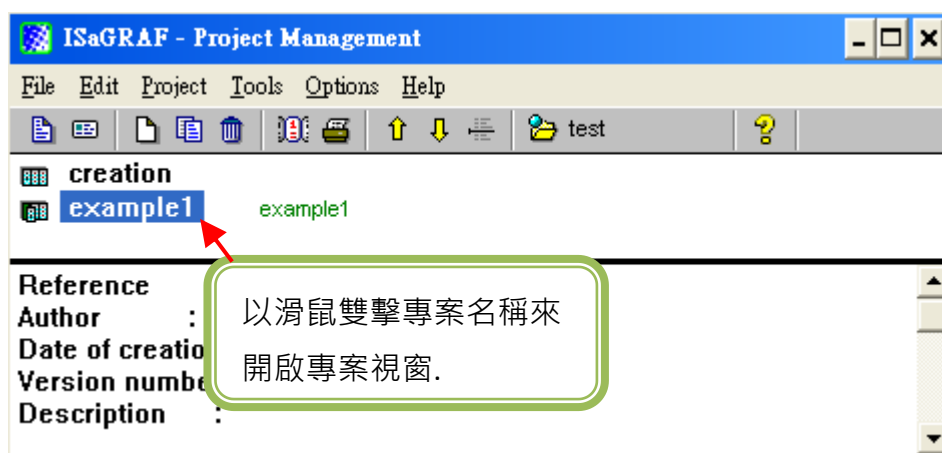 ISaGRAF - Project Management
File Edit Project Tools Options Help
test
creation
example1 example1
Reference
Author :
Date of creatio
Version numbe
Description :
以滑鼠雙擊專案名稱來
開啟專案視窗.